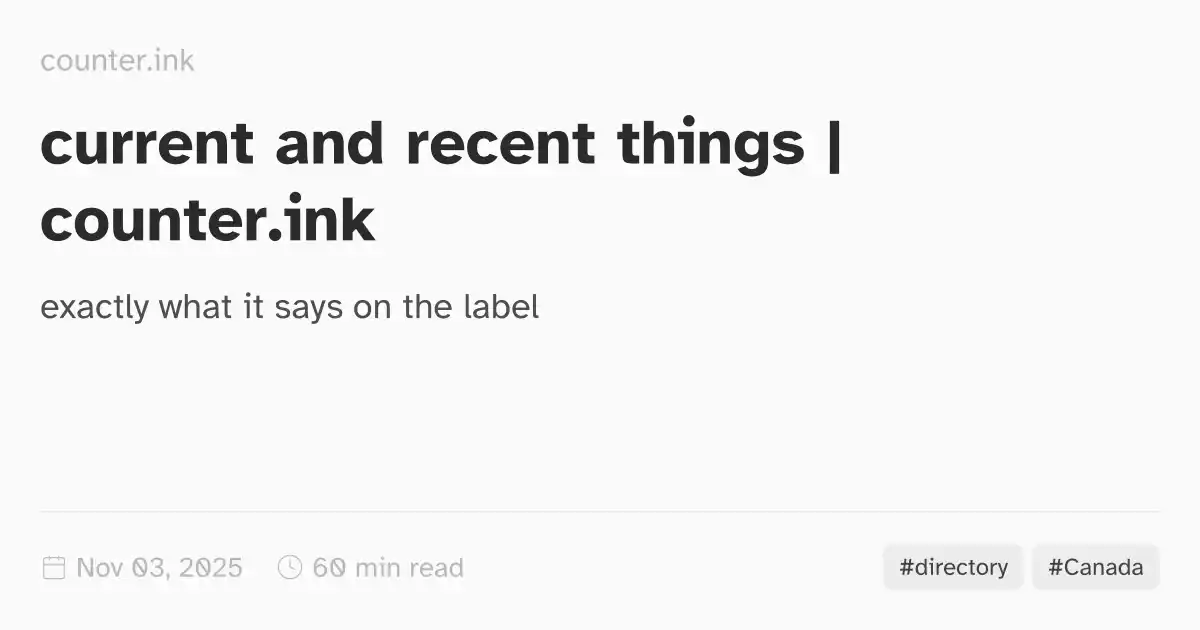 counter.ink
current and recent things |
counter.ink
exactly what it says on the label
Nov 03, 2025 60 min read #directory #Canada